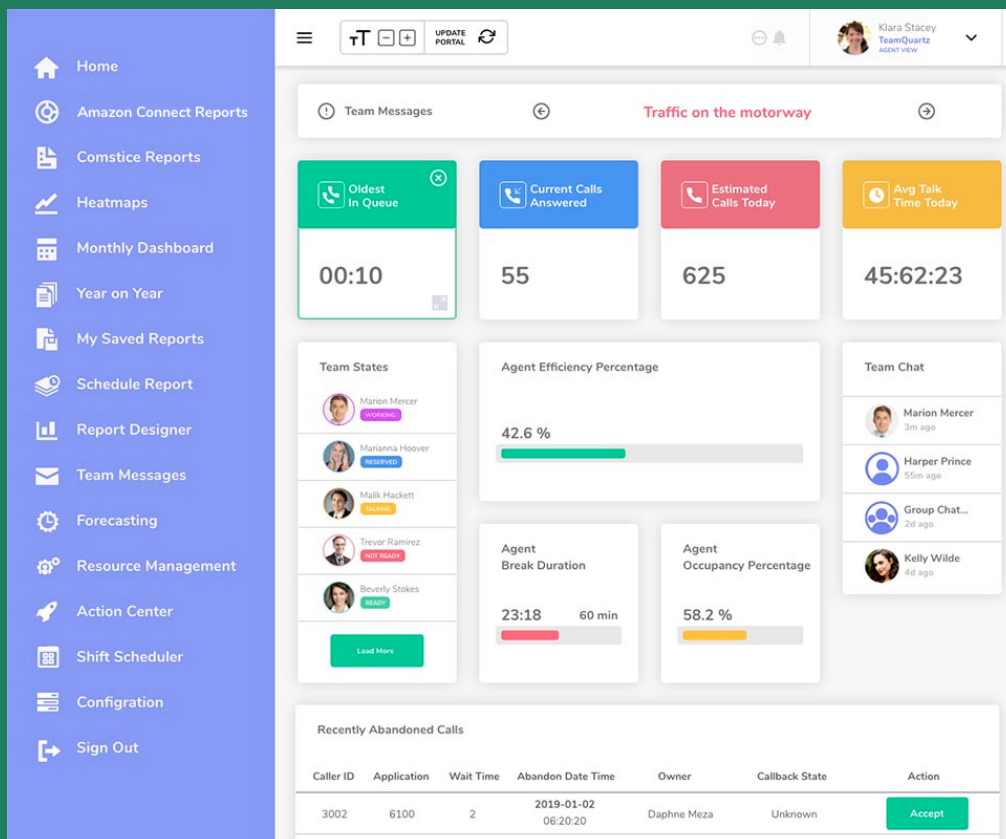 Home
Amazon Connect Reports
Comstice Reports
Heatmaps
Monthly Dashboard
Year on Year
My Saved Reports
Schedule Report
Report Designer
Team Messages
Forecasting
Resource Management
Action Center
Shift Scheduler
Configration
Sign Out
TT
UPDATE
PORTAL
Klara Stacey
TeamQuartz
AGENT VIEW
Team Messages
Traffic on the motorway
Oldest
In Queue
00:10
Current Calls
Answered
55
Estimated
Calls Today
625
Avg Talk
Time Today
45:62:23
Team States
Marion Mercer
WORKING
Marianna Hoover
RESERVED
Malik Hackett
TALKING
Trevor Ramirez
NOT READY
Beverly Stokes
READY
Load More
Agent Efficiency Percentage
42.6 %
Agent
Break Duration
23:18 60 min
Agent
Occupancy Percentage
58.2 %
Team Chat
Marion Mercer
3m ago
Harper Prince
55m ago
Group Chat...
2d ago
Kelly Wilde
4d ago
Recently Abandoned Calls
Caller ID Application Wait Time Abandon Date Time Owner Callback State Action
3002 6100 2 2019-01-02 06:20:20 Daphne Meza Unknown Accept